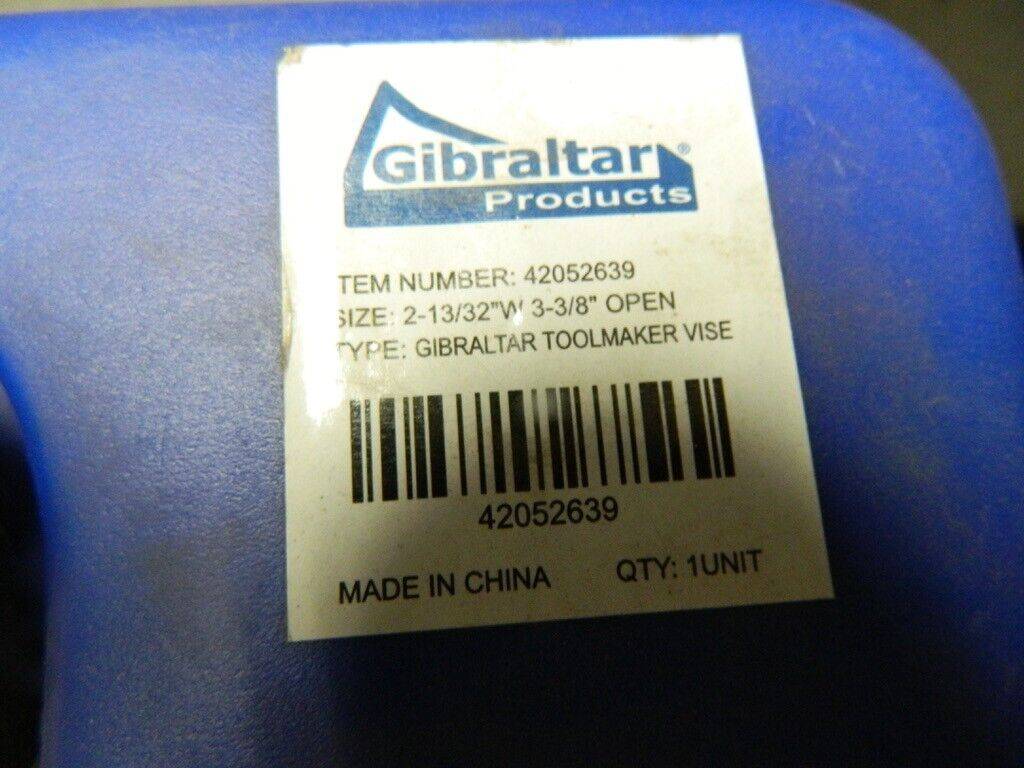 Gibraltar®
Products
ITEM NUMBER: 42052639
SIZE: 2-13/32"W 3-3/8" OPEN
TYPE: GIBRALTAR TOOLMAKER VISE
42052639
MADE IN CHINA QTY: 1UNIT